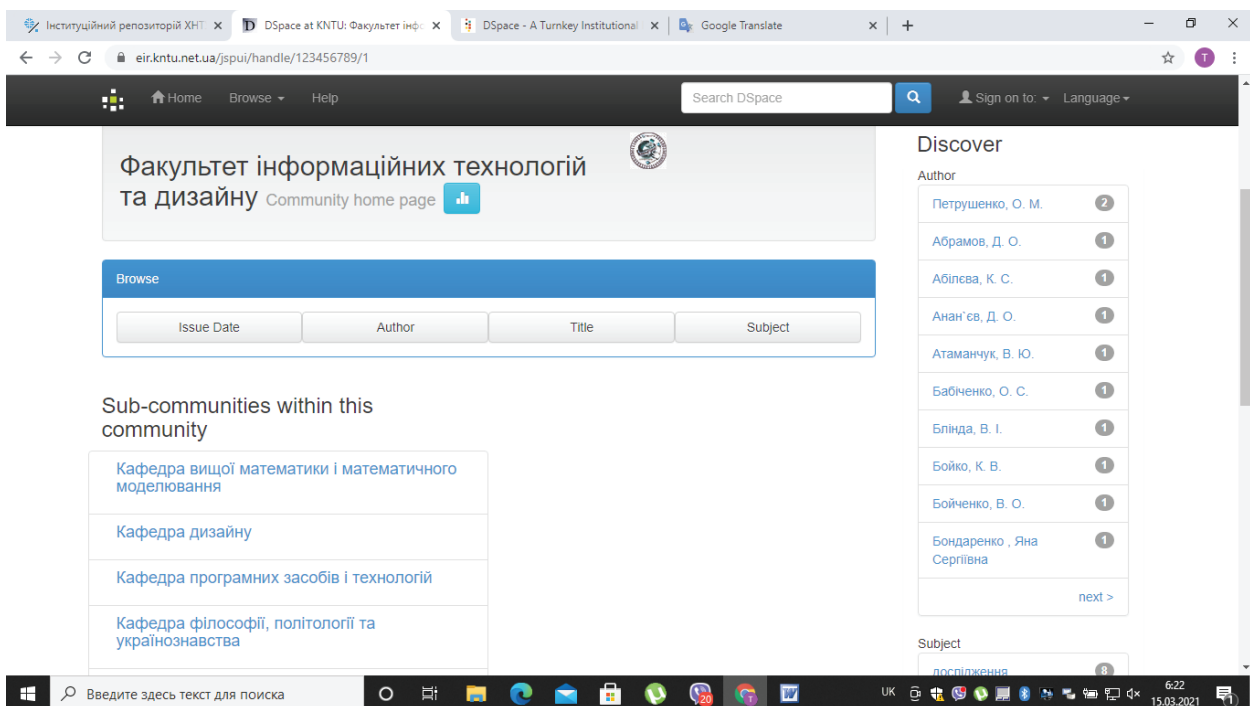 Інституційний репозиторій ХНТ
DSpace at KNTU: Факультет інфо
DSpace - A Turnkey Institutional
Google Translate
eir.kntu.net.ua/jspui/handle/123456789/1
T
Home
Browse
Help
Search DSpace
Sign on to:
Language
Факультет інформаційних технологій
та дизайну Community home page
Browse
Issue Date
Author
Title
Subject
Sub-communities within this
community
Кафедра вищої математики і математичного
моделювання
Кафедра дизайну
Кафедра програмних засобів і технологій
Кафедра філософії, політології та
українознавства
Discover
Author
Петрушенко, О. М. 2
Абрамов, Д. О. 1
Абілєва, К. С. 1
Анан`єв, Д. О. 1
Атаманчук, В. Ю. 1
Бабіченко, О. С. 1
Блінда, В. І. 1
Бойко, К. В. 1
Бойченко, В. О. 1
Бондаренко , Яна 1
Сергіївна
next >
Subject
дослідження 8
Введите здесь текст для поиска
20
UK
6:22
15.03.2021
1